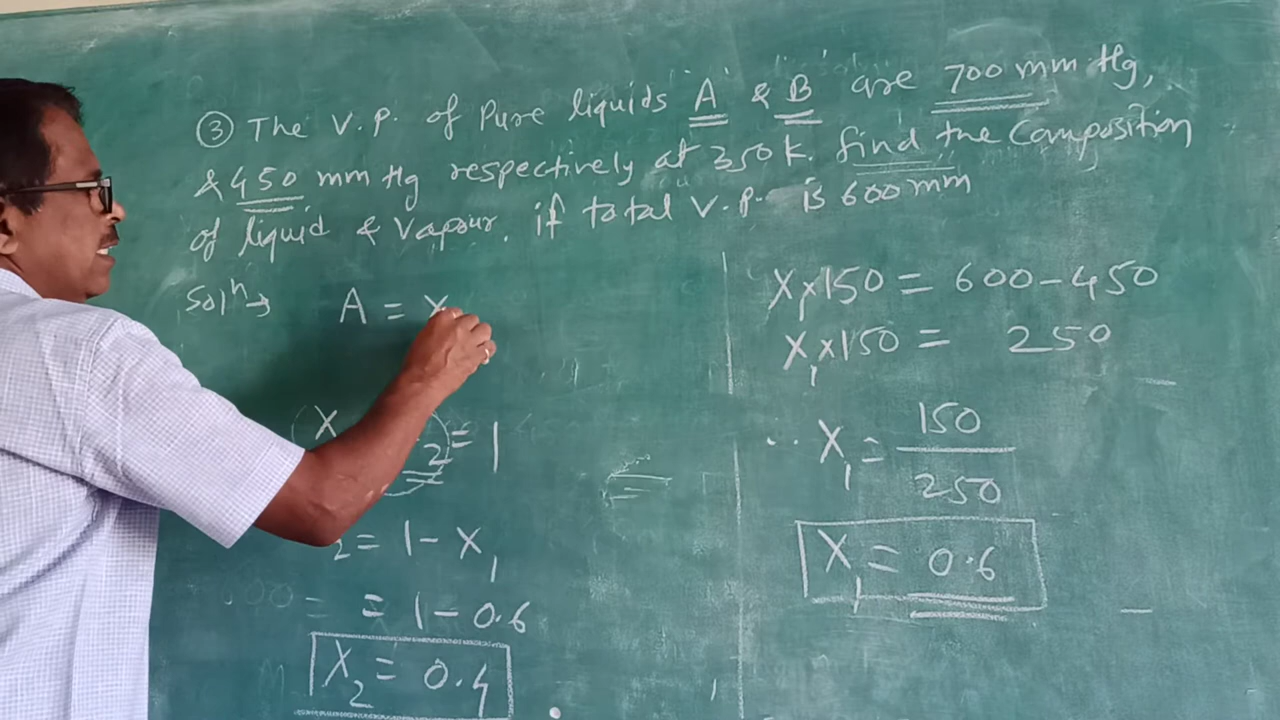 ③ The V.P. of Pure liquids 'A' & 'B' are 700 mm Hg,
& 450 mm Hg respectively at 350 K. find the Composition
of liquid & Vapour. if total V.P. is 600 mm
Solⁿ→ A = X
X 2 = 1
2 = 1 - X₁
= 1 - 0.6
X₂ = 0.4
X₁ x 150 = 600 - 450
X₁ x 150 = 250
∴ X₁ = 150/250
X₁ = 0.6